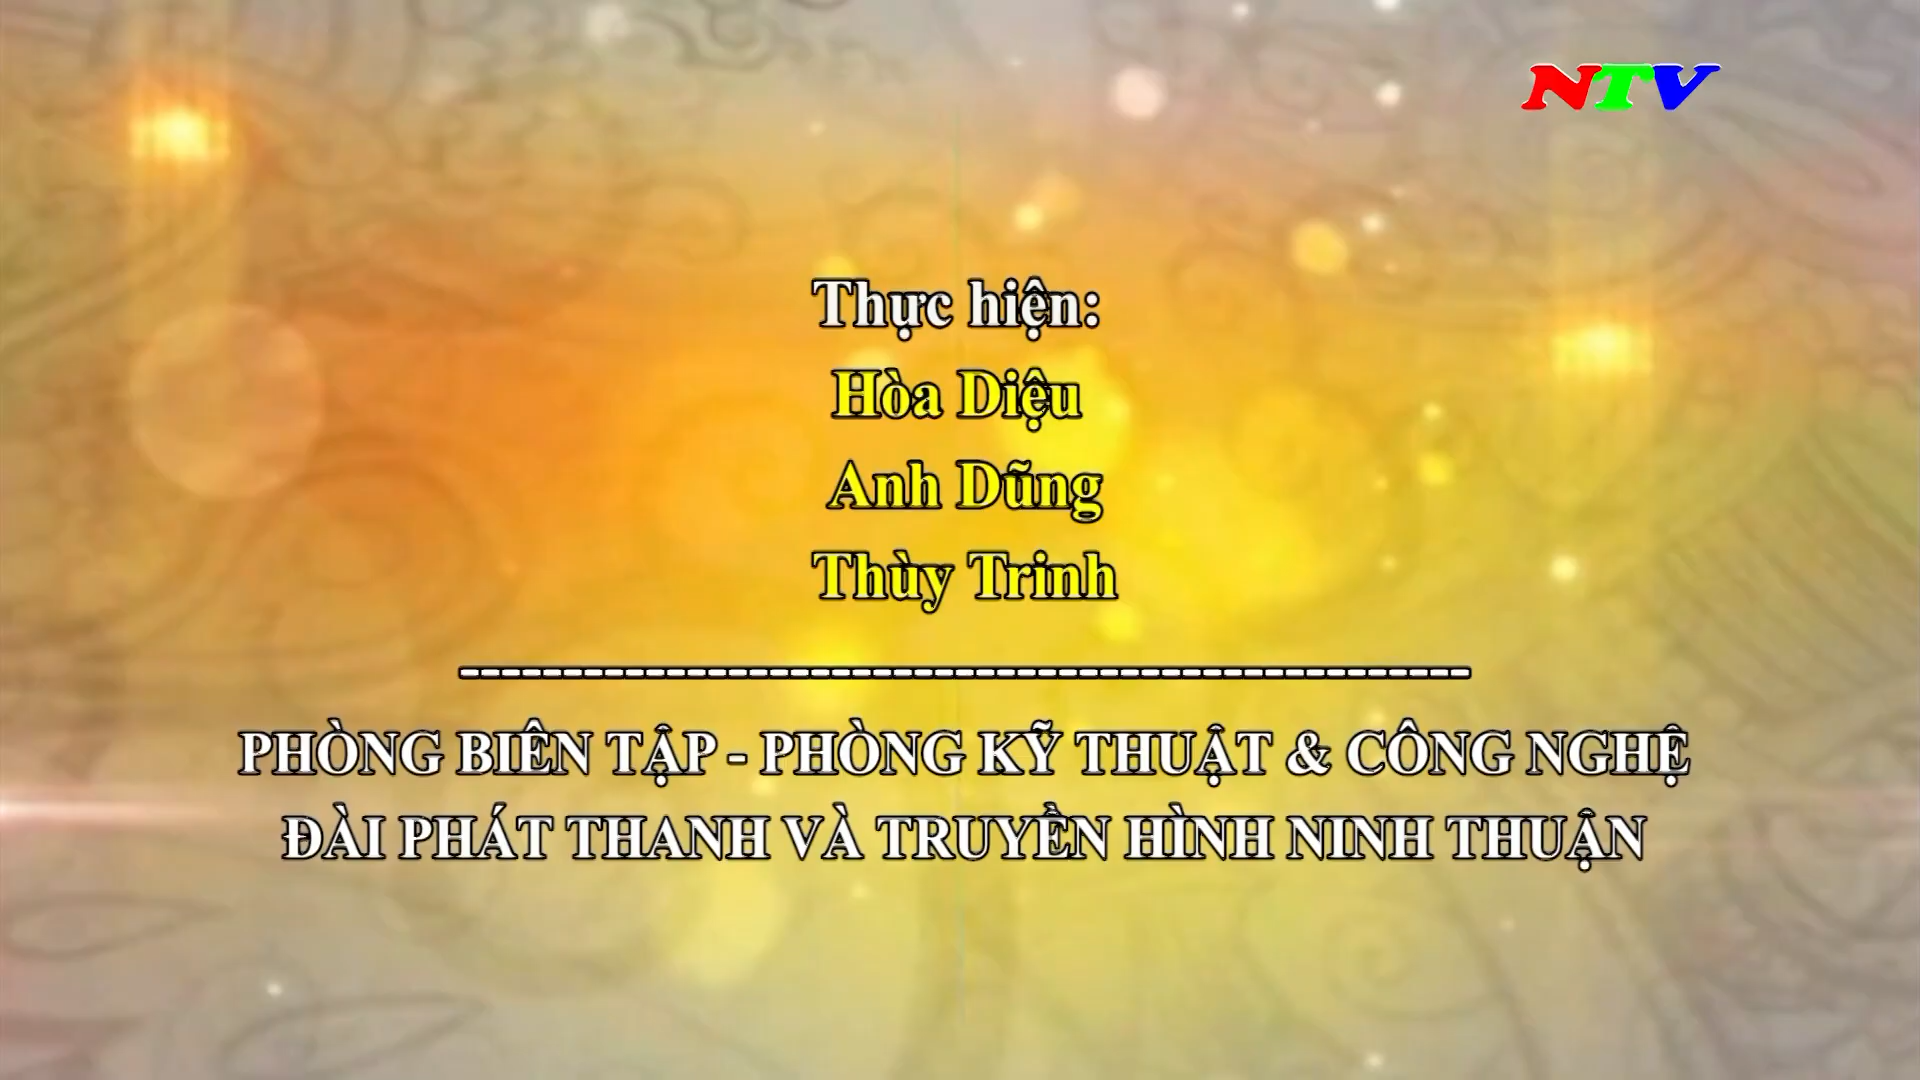 NTV
Thực hiện:
Hòa Diệu
Anh Dũng
Thùy Trinh
-------------------------------------------------
PHÒNG BIÊN TẬP - PHÒNG KỸ THUẬT & CÔNG NGHỆ
ĐÀI PHÁT THANH VÀ TRUYỀN HÌNH NINH THUẬN